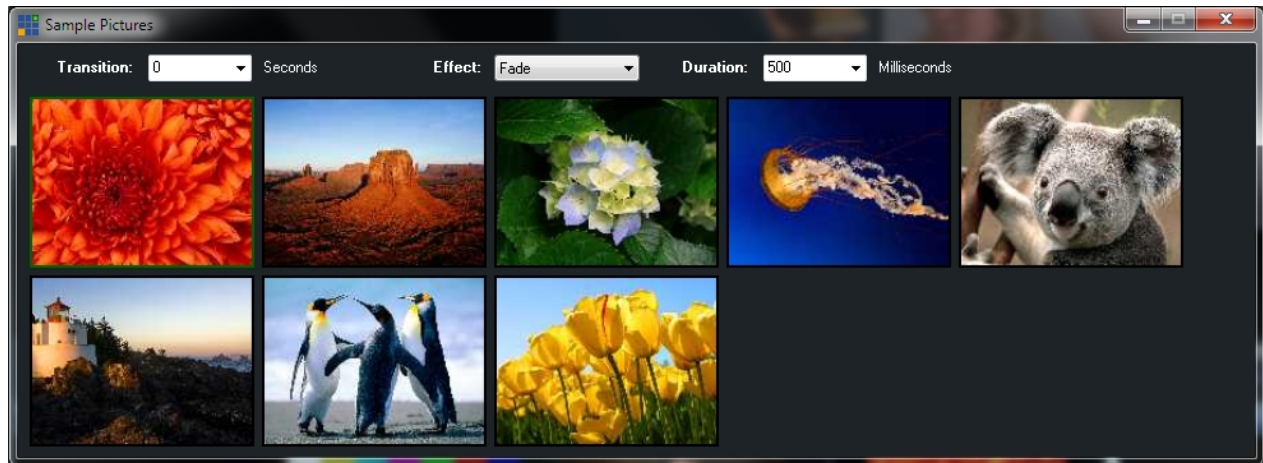 Sample Pictures
Transition: 0 Seconds Effect: Fade Duration: 500 Milliseconds